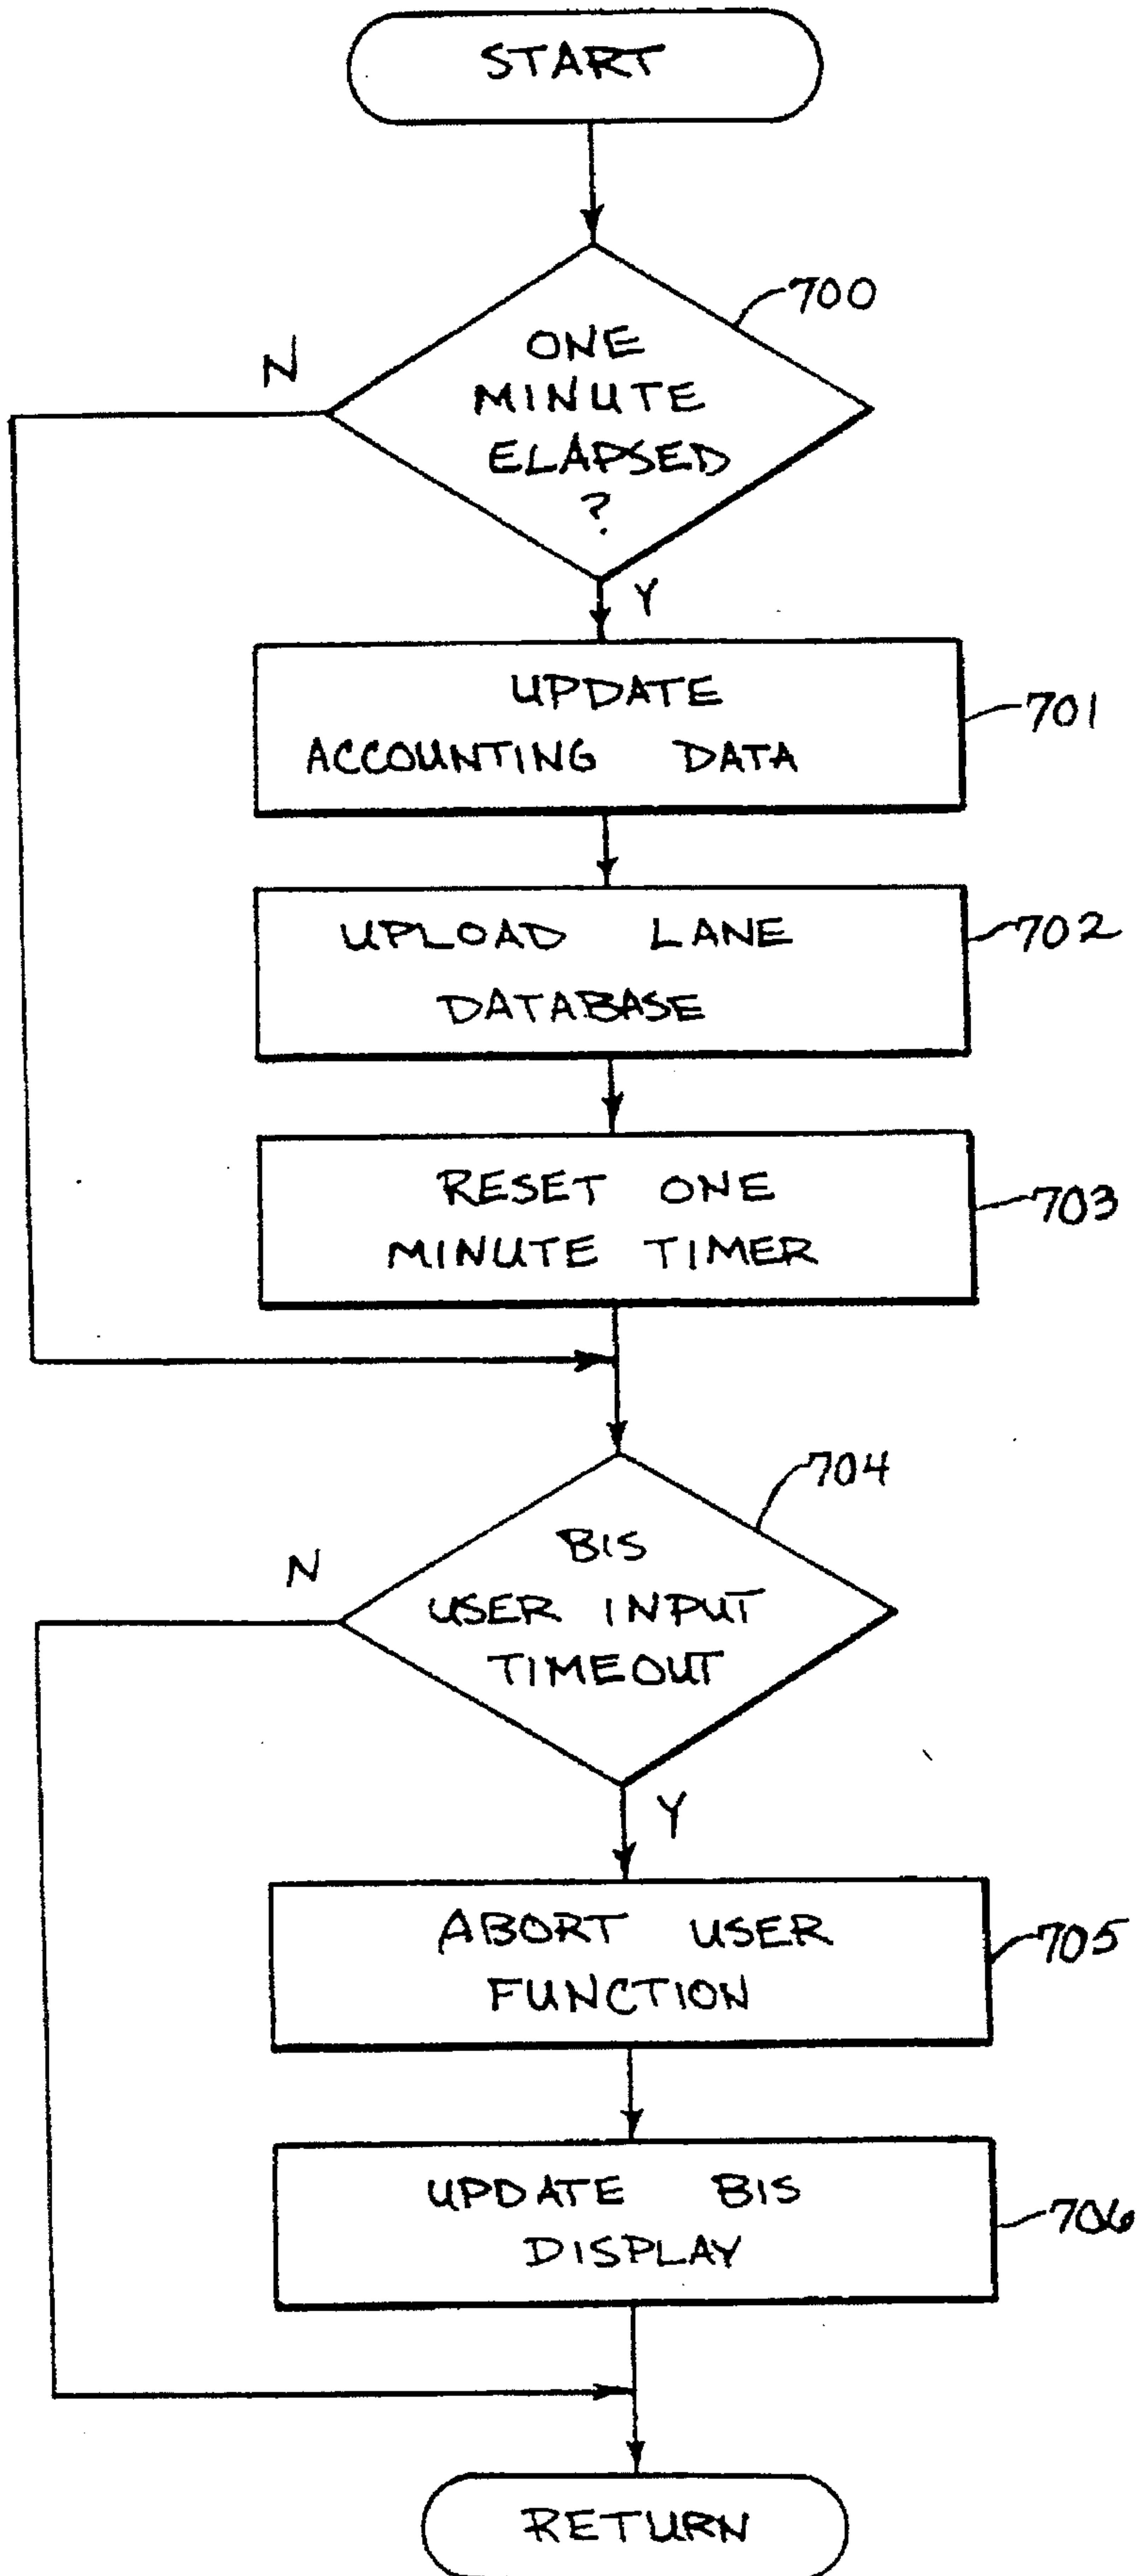 START
700
N
ONE
MINUTE
ELAPSED
?
Y
UPDATE
ACCOUNTING DATA
701
UPLOAD LANE
DATABASE
702
RESET ONE
MINUTE TIMER
703
704
N
BIS
USER INPUT
TIMEOUT
Y
ABORT USER
FUNCTION
705
UPDATE BIS
DISPLAY
706
RETURN